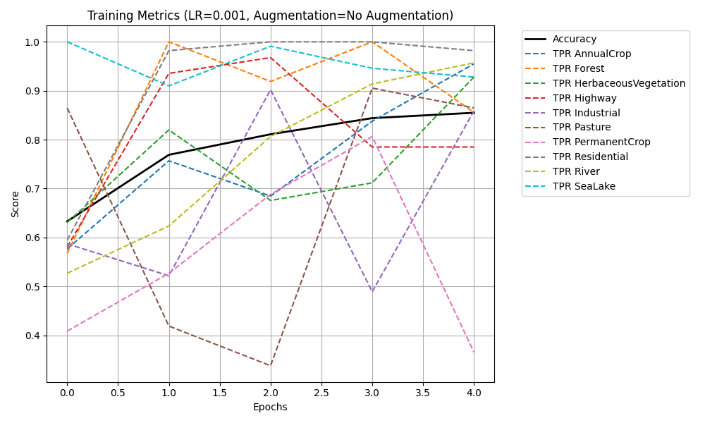 Training Metrics (LR=0.001, Augmentation=No Augmentation)
1.0
0.9
0.8
0.7
0.6
0.5
0.4
Score
0.0 0.5 1.0 1.5 2.0 2.5 3.0 3.5 4.0
Epochs
Accuracy
TPR AnnualCrop
TPR Forest
TPR HerbaceousVegetation
TPR Highway
TPR Industrial
TPR Pasture
TPR PermanentCrop
TPR Residential
TPR River
TPR SeaLake